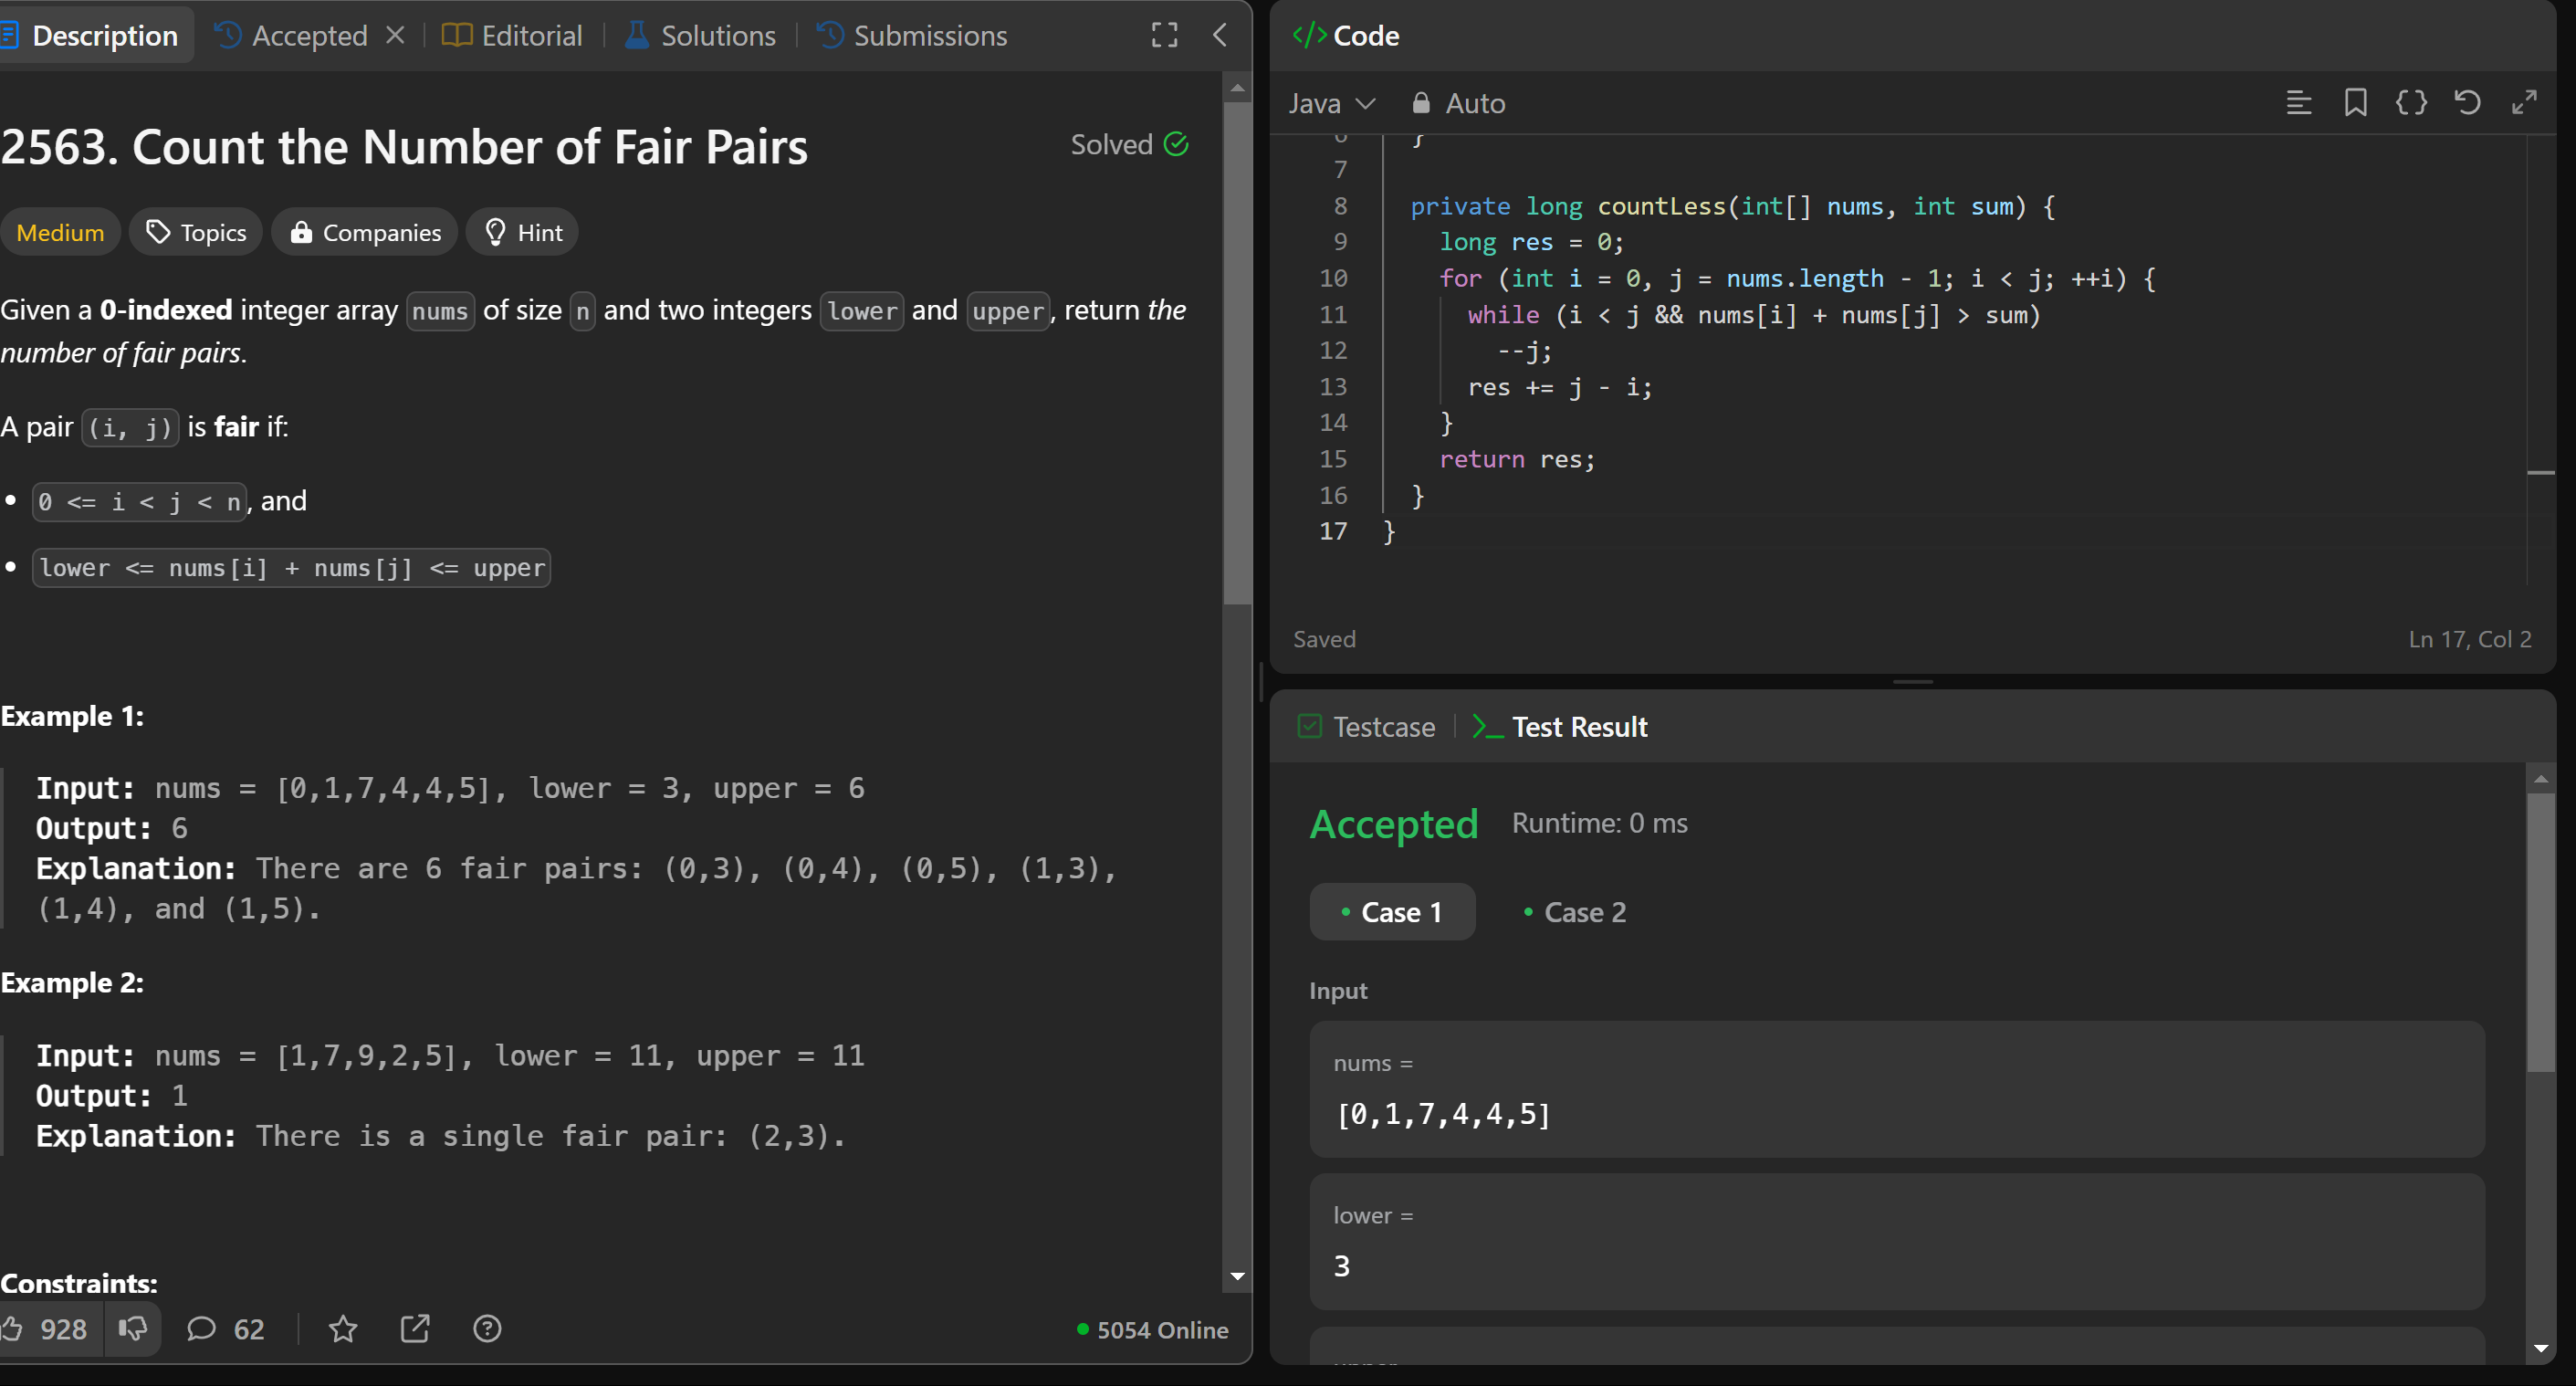 Description
Accepted
Editorial
Solutions
Submissions
2563. Count the Number of Fair Pairs
Solved
Medium
Topics
Companies
Hint
Given a 0-indexed integer array nums of size n and two integers lower and upper, return the
number of fair pairs.
A pair (i, j) is fair if:
• 0 <= i < j < n, and
• lower <= nums[i] + nums[j] <= upper
Example 1:
Input: nums = [0,1,7,4,4,5], lower = 3, upper = 6
Output: 6
Explanation: There are 6 fair pairs: (0,3), (0,4), (0,5), (1,3),
(1,4), and (1,5).
Example 2:
Input: nums = [1,7,9,2,5], lower = 11, upper = 11
Output: 1
Explanation: There is a single fair pair: (2,3).
Constraints:
928
62
5054 Online
</> Code
Java
Auto
6 }
7
8 private long countLess(int[] nums, int sum) {
9 long res = 0;
10 for (int i = 0, j = nums.length - 1; i < j; ++i) {
11 while (i < j && nums[i] + nums[j] > sum)
12 --j;
13 res += j - i;
14 }
15 return res;
16 }
17 }
Saved
Ln 17, Col 2
Testcase
>_ Test Result
Accepted
Runtime: 0 ms
• Case 1
• Case 2
Input
nums =
[0,1,7,4,4,5]
lower =
3